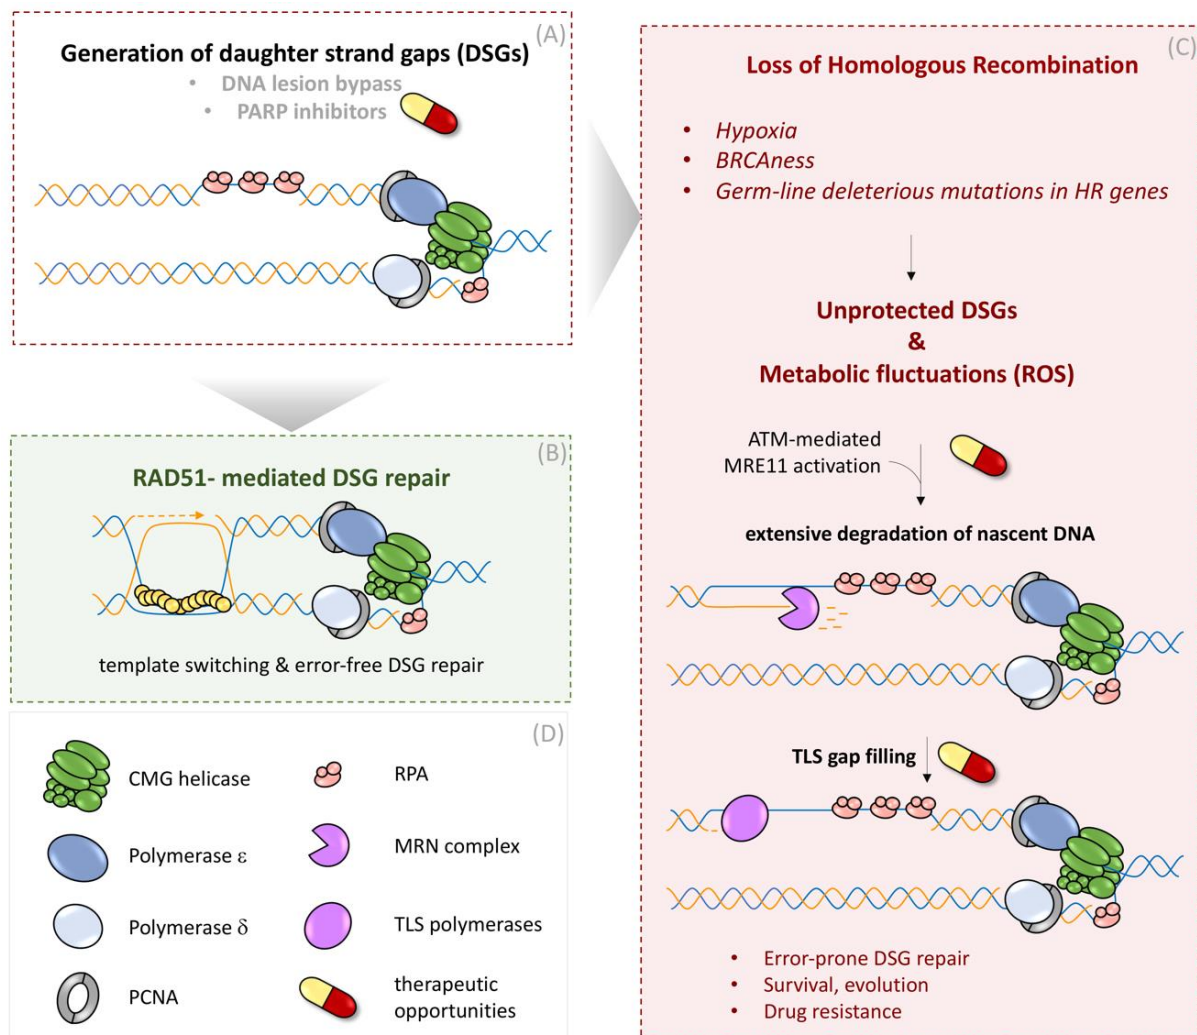 (A)
Generation of daughter strand gaps (DSGs)
• DNA lesion bypass
• PARP inhibitors
(B)
RAD51- mediated DSG repair
template switching & error-free DSG repair
(C)
Loss of Homologous Recombination
• Hypoxia
• BRCAness
• Germ-line deleterious mutations in HR genes
Unprotected DSGs
&
Metabolic fluctuations (ROS)
ATM-mediated
MRE11 activation
extensive degradation of nascent DNA
TLS gap filling
• Error-prone DSG repair
• Survival, evolution
• Drug resistance
(D)
CMG helicase
Polymerase ε
Polymerase δ
PCNA
RPA
MRN complex
TLS polymerases
therapeutic
opportunities